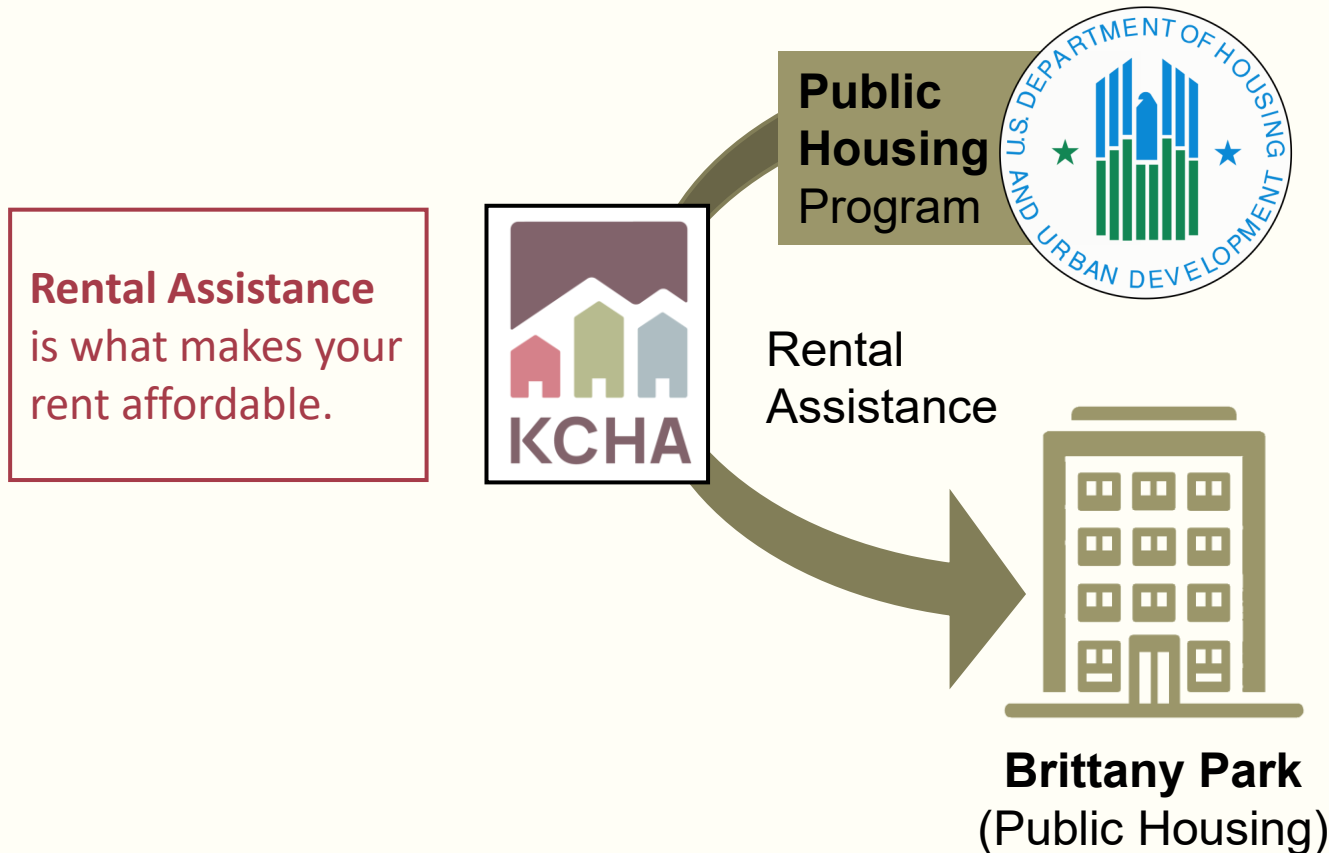 Rental Assistance
is what makes your
rent affordable.
KCHA
Public
Housing
Program
U.S. DEPARTMENT OF HOUSING
AND URBAN DEVELOPMENT
Rental
Assistance
Brittany Park
(Public Housing)